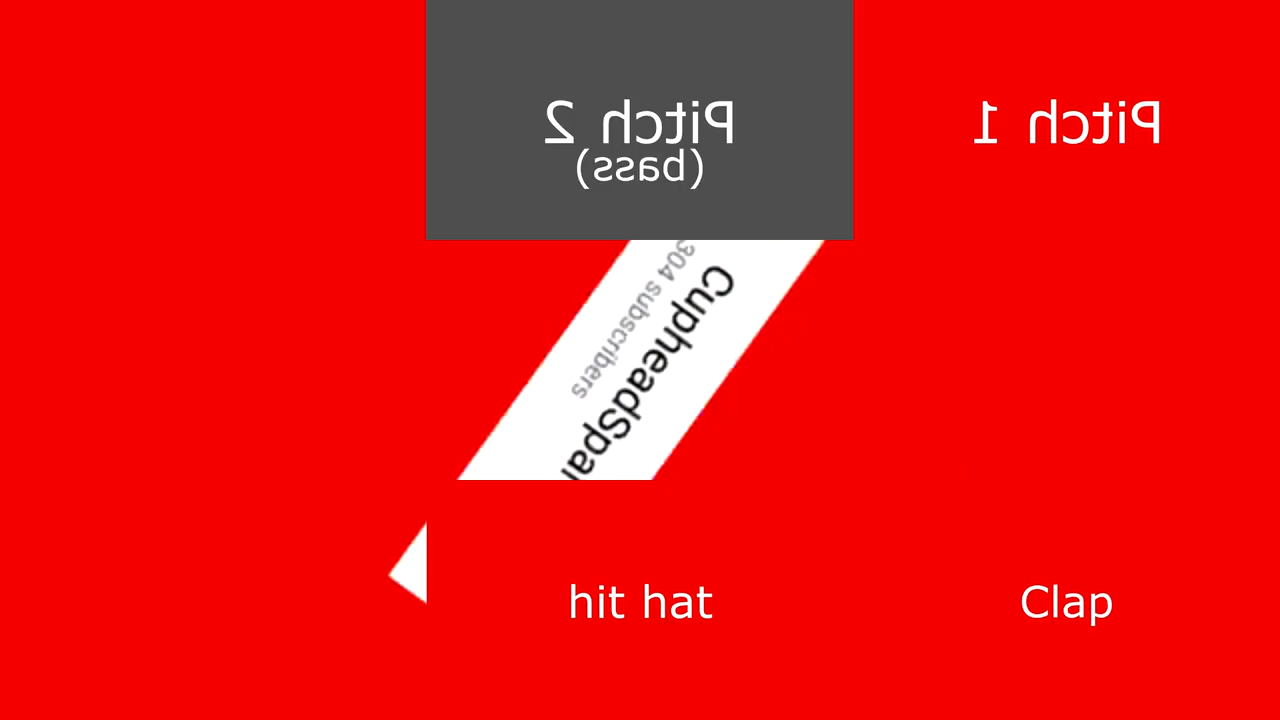 Pitch 2
(bass)
Pitch 1
304 subscribers
CupheadSpa
hit hat
Clap